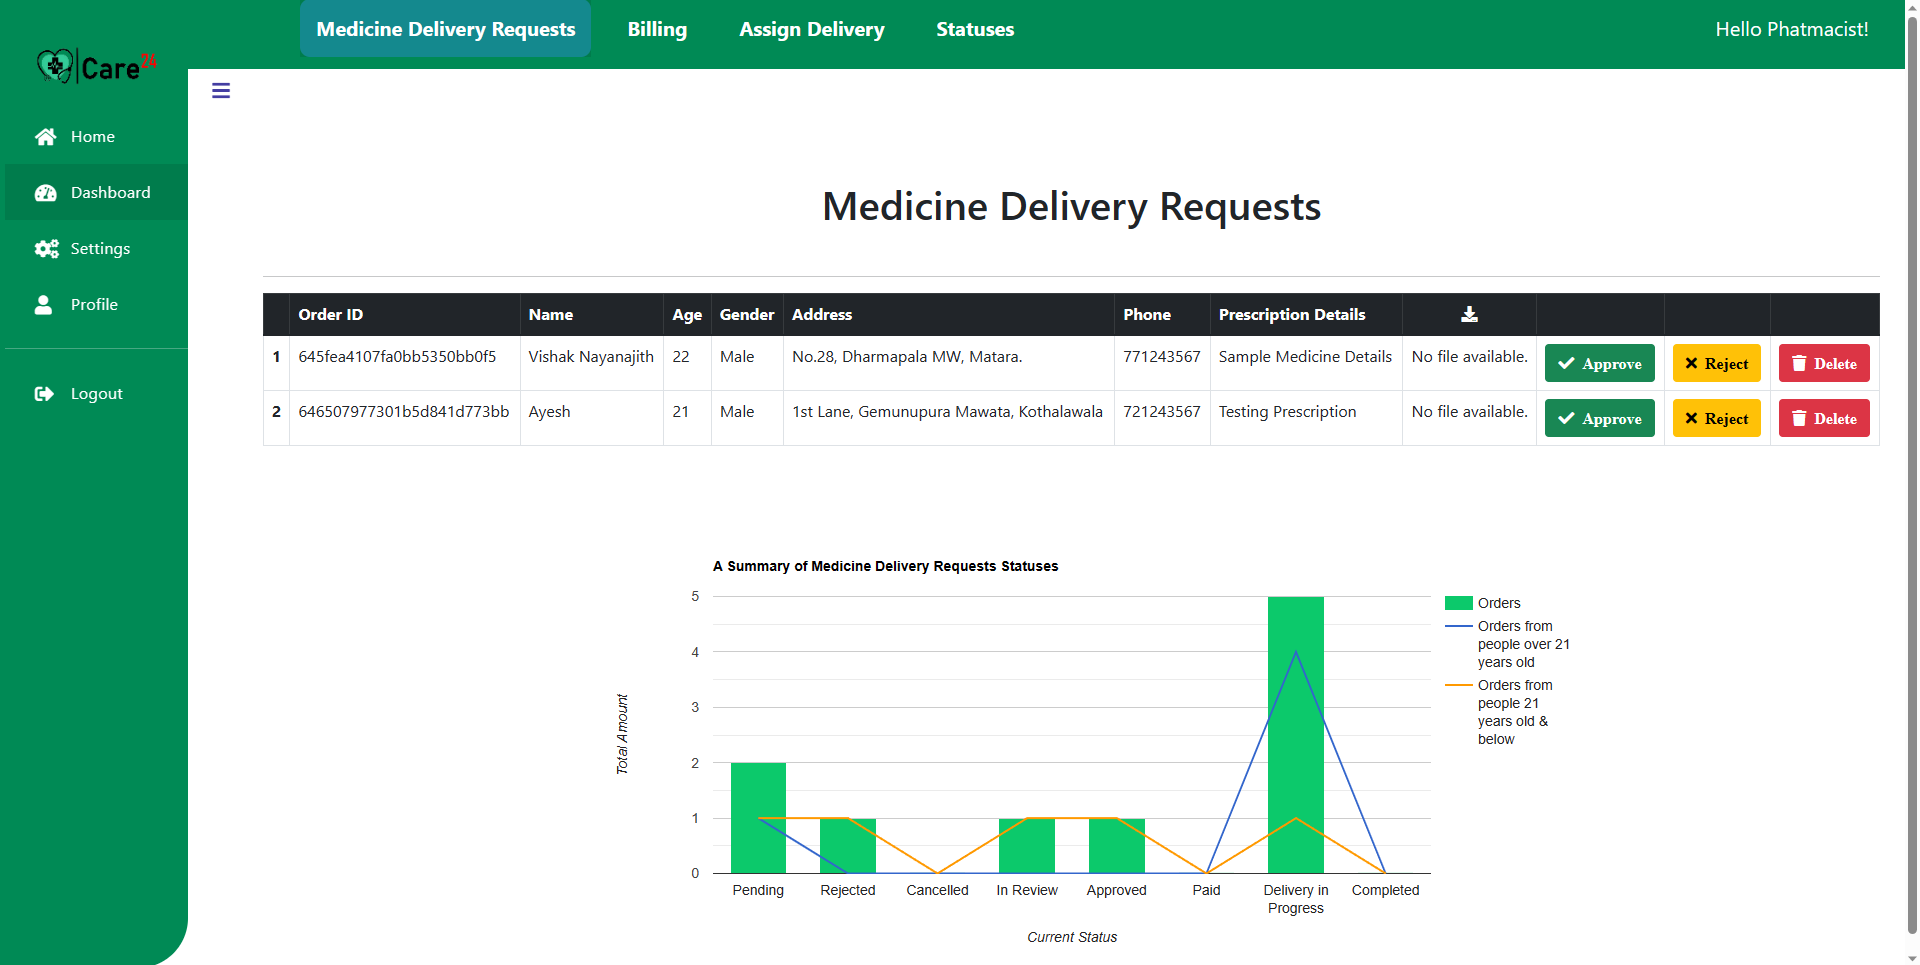 Medicine Delivery Requests Billing Assign Delivery Statuses Hello Phatmacist!
Care 24
Home
Dashboard
Settings
Profile
Logout
Medicine Delivery Requests
Order ID Name Age Gender Address Phone Prescription Details
1 645fea4107fa0bb5350bb0f5 Vishak Nayanajith 22 Male No.28, Dharmapala MW, Matara. 771243567 Sample Medicine Details No file available. Approve Reject Delete
2 646507977301b5d841d773bb Ayesh 21 Male 1st Lane, Gemunupura Mawata, Kothalawala 721243567 Testing Prescription No file available. Approve Reject Delete
A Summary of Medicine Delivery Requests Statuses
5
4
3
2
1
0
Total Amount
Pending Rejected Cancelled In Review Approved Paid Delivery in Completed
Progress
Current Status
Orders
Orders from
people over 21
years old
Orders from
people 21
years old &
below